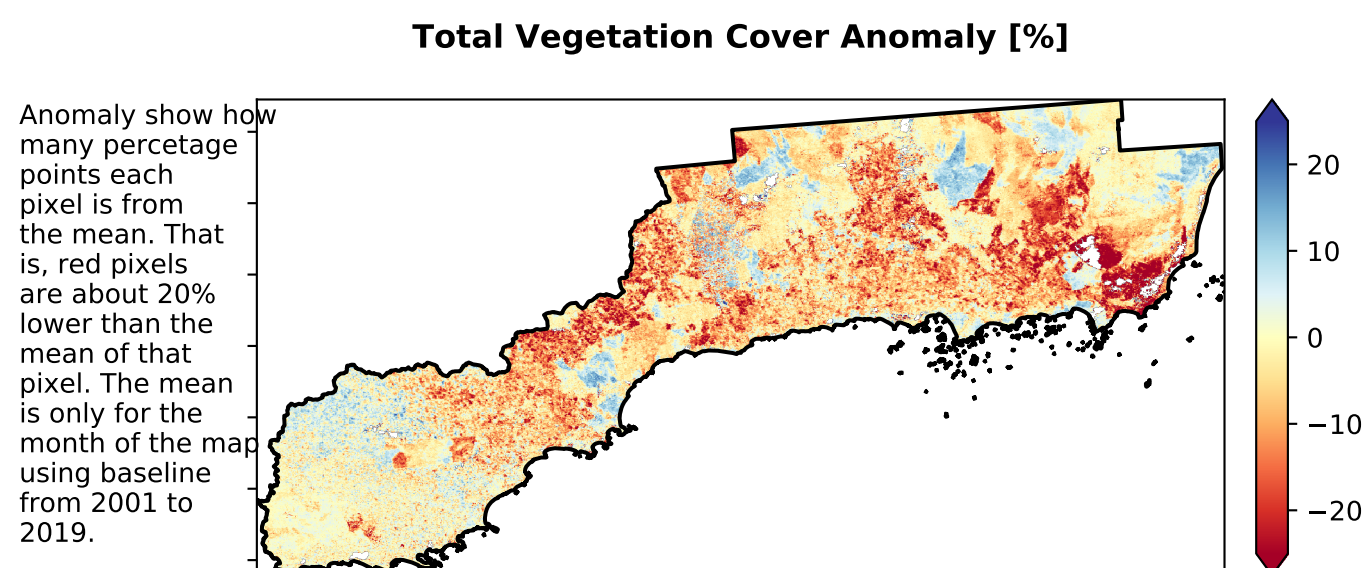 Total Vegetation Cover Anomaly [%]
Anomaly show how
many percetage
points each
pixel is from
the mean. That
is, red pixels
are about 20%
lower than the
mean of that
pixel. The mean
is only for the
month of the map
using baseline
from 2001 to
2019.
20
10
0
−10
−20